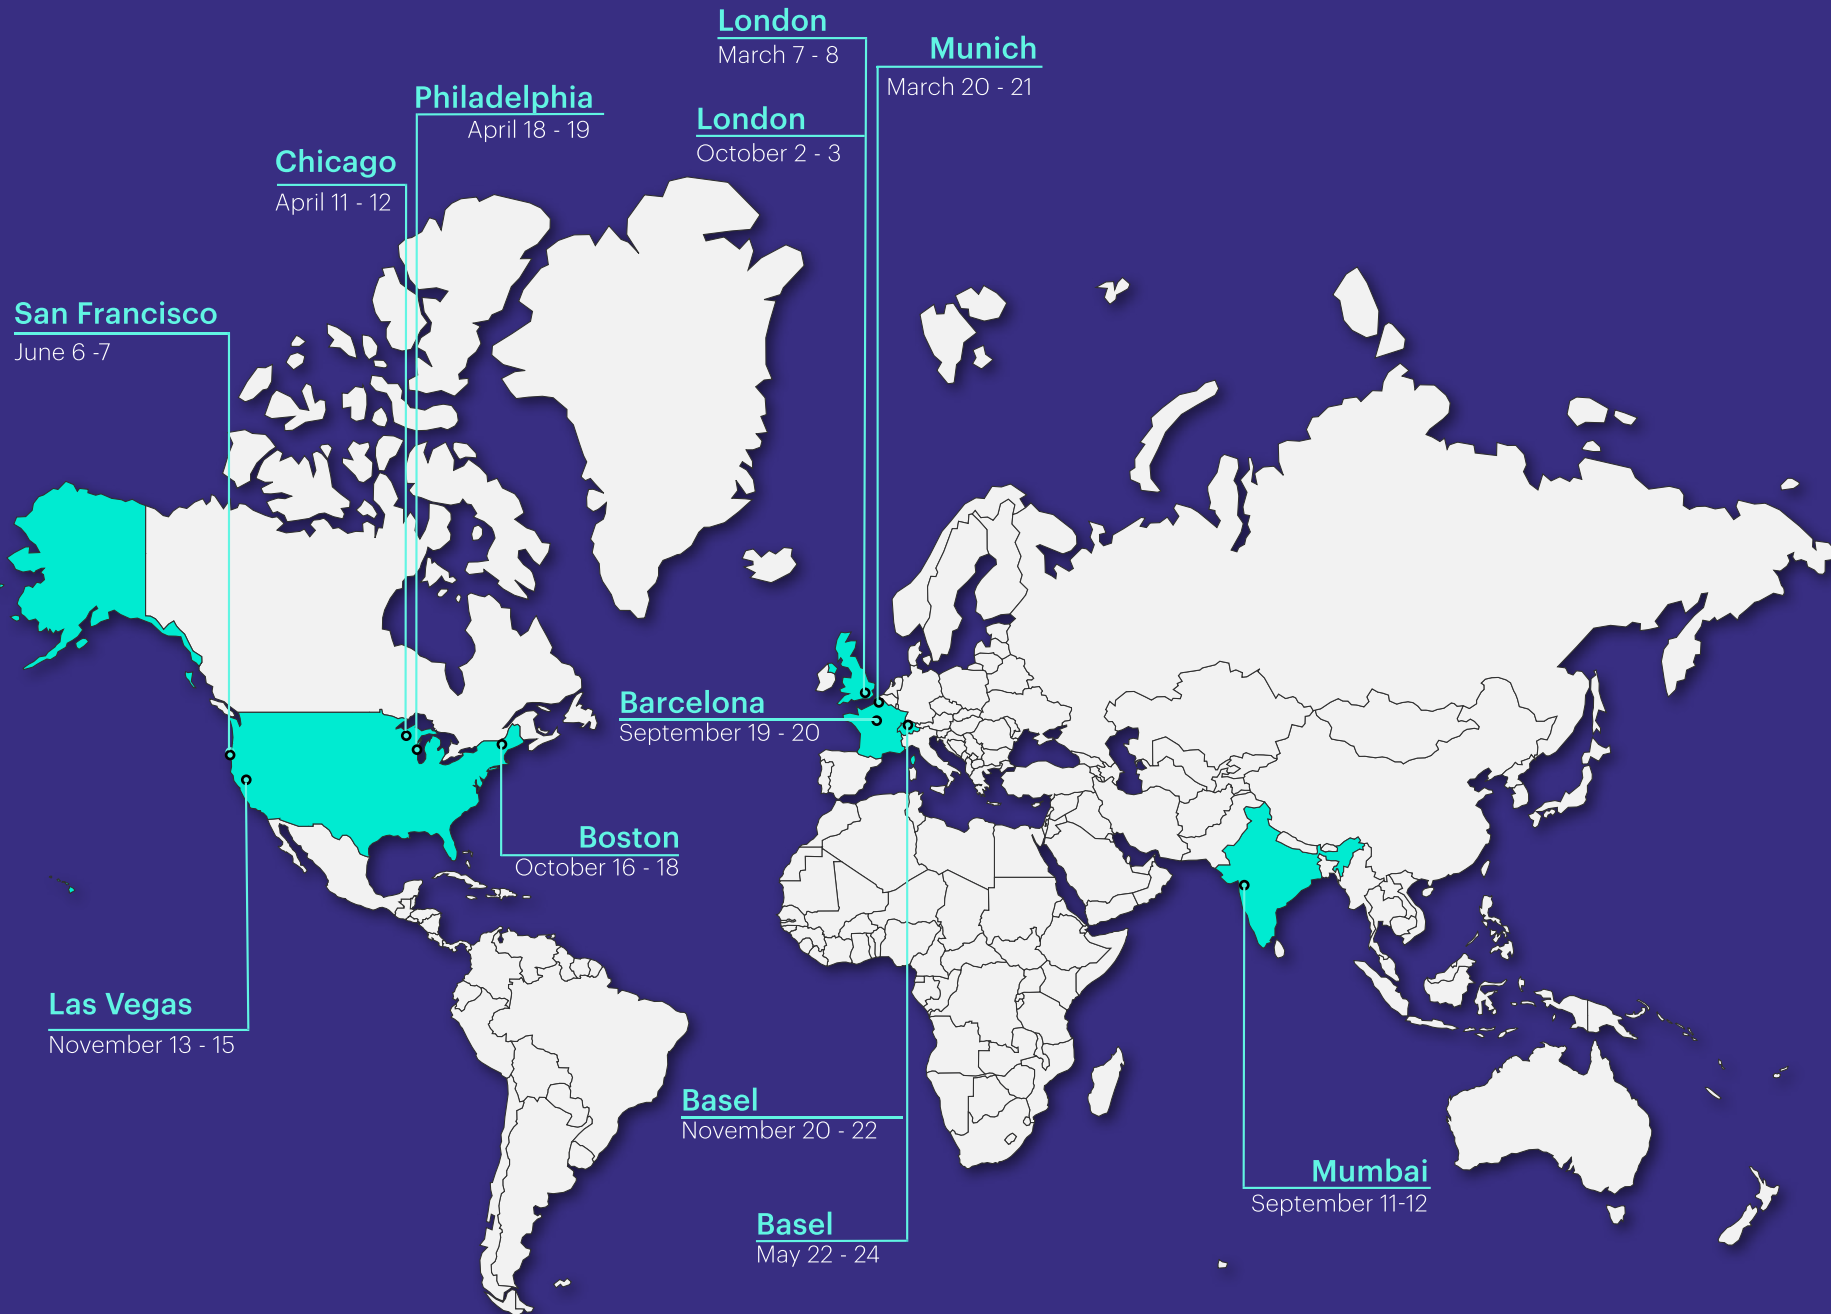 London
March 7 - 8
Munich
March 20 - 21
Philadelphia
April 18 - 19
London
October 2 - 3
Chicago
April 11 - 12
San Francisco
June 6 -7
Barcelona
September 19 - 20
Boston
October 16 - 18
Las Vegas
November 13 - 15
Basel
November 20 - 22
Mumbai
September 11-12
Basel
May 22 - 24